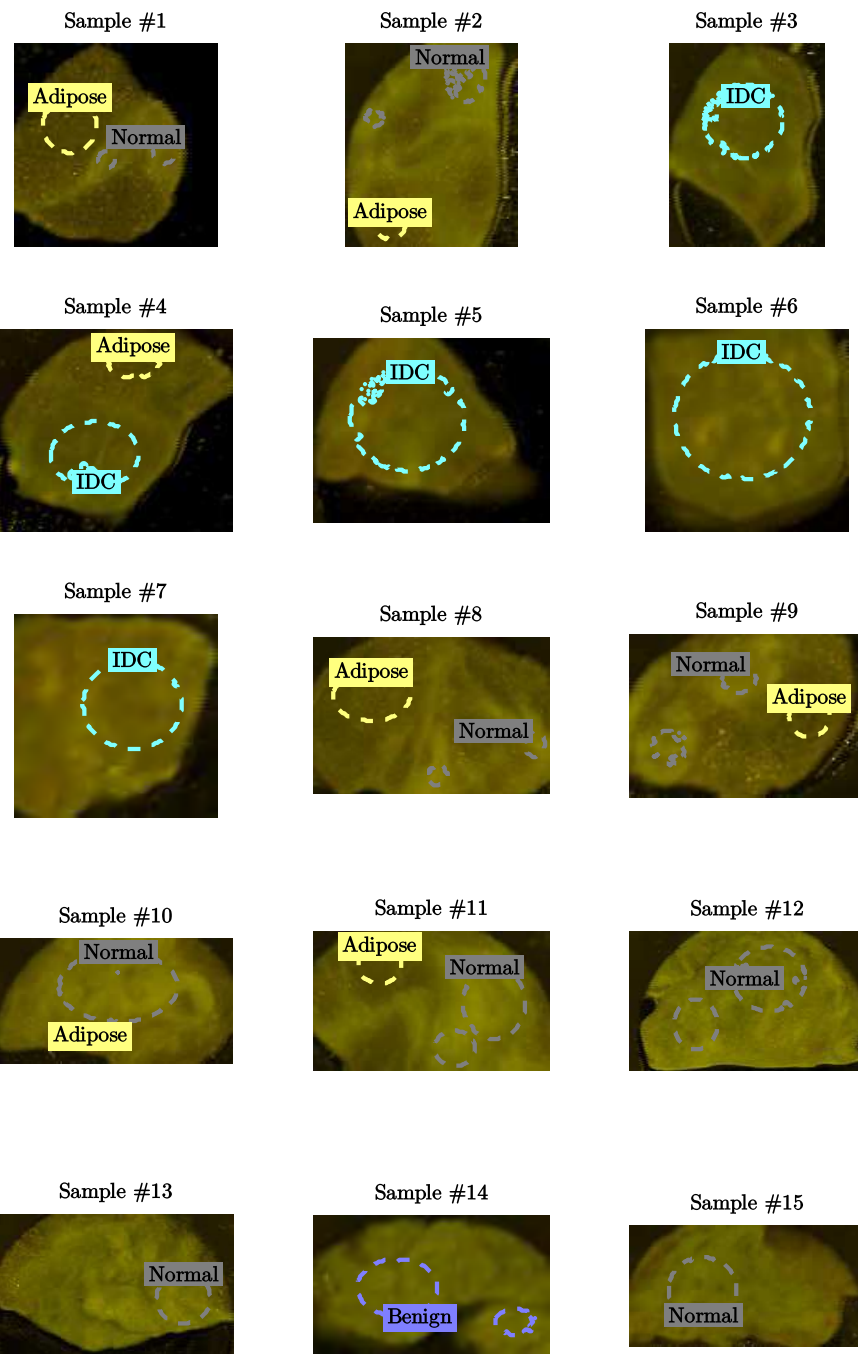 Sample #1
Sample #2
Sample #3
Adipose
Normal
Normal
Adipose
IDC
Sample #4
Sample #5
Sample #6
Adipose
IDC
IDC
IDC
Sample #7
Sample #8
Sample #9
IDC
Adipose
Normal
Normal
Adipose
Sample #10
Sample #11
Sample #12
Normal
Adipose
Adipose
Normal
Normal
Sample #13
Sample #14
Sample #15
Normal
Benign
Normal